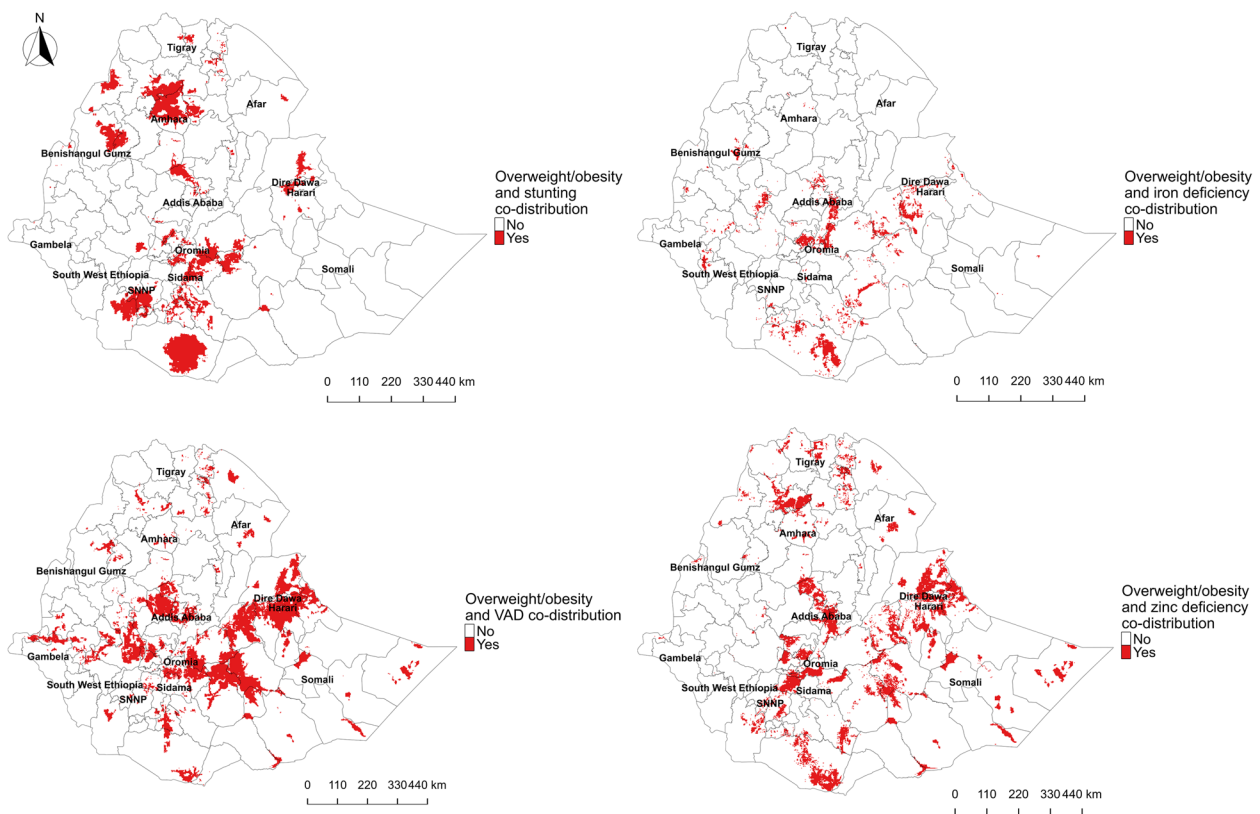 N
Tigray
Afar
Amhara
Benishangul Gumz
Dire Dawa
Harari
Addis Ababa
Gambela
Oromia
South West Ethiopia
Sidama
Somali
SNNP
Overweight/obesity
and stunting
co-distribution
No
Yes
0 110 220 330 440 km
Tigray
Afar
Amhara
Benishangul Gumz
Dire Dawa
Harari
Addis Ababa
Gambela
Oromia
South West Ethiopia
Sidama
Somali
SNNP
Overweight/obesity
and iron deficiency
co-distribution
No
Yes
0 110 220 330 440 km
Tigray
Afar
Amhara
Benishangul Gumz
Dire Dawa
Harari
Addis Ababa
Gambela
Oromia
South West Ethiopia
Sidama
Somali
SNNP
Overweight/obesity
and VAD co-distribution
No
Yes
0 110 220 330 440 km
Tigray
Afar
Amhara
Benishangul Gumz
Dire Dawa
Harari
Addis Ababa
Gambela
Oromia
South West Ethiopia
Sidama
Somali
SNNP
Overweight/obesity
and zinc deficiency
co-distribution
No
Yes
0 110 220 330 440 km